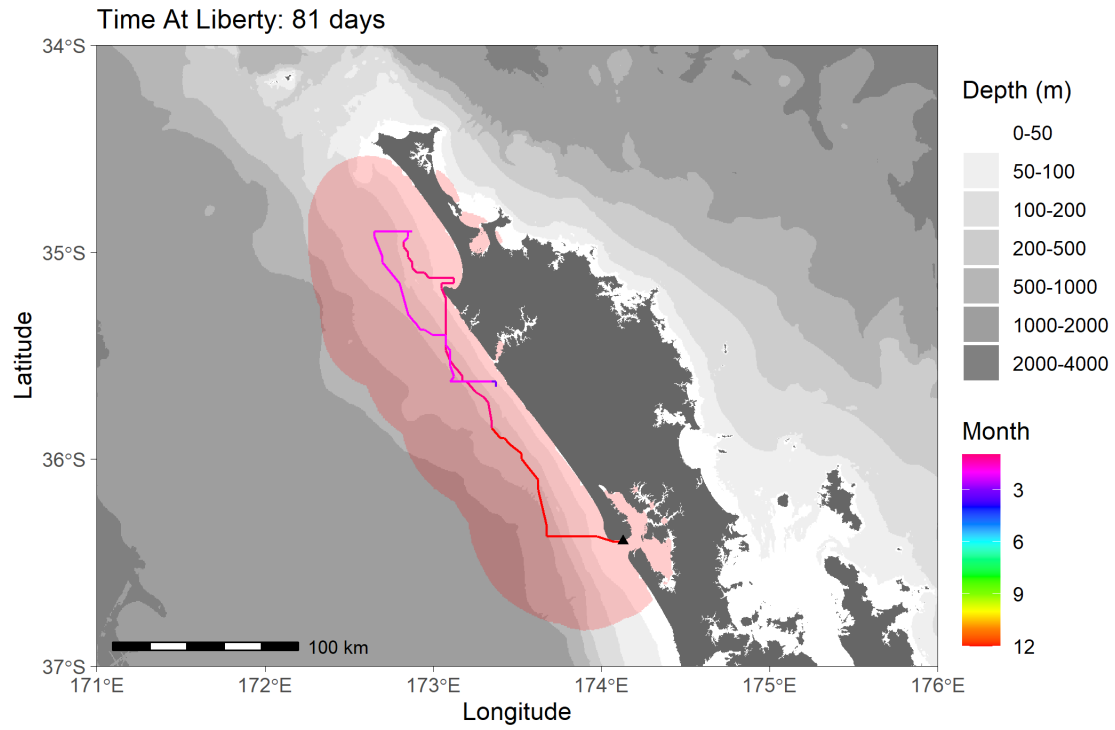 Time At Liberty: 81 days
34°S
35°S
36°S
37°S
Latitude
100 km
171°E
172°E
173°E
174°E
175°E
176°E
Longitude
Depth (m)
0-50
50-100
100-200
200-500
500-1000
1000-2000
2000-4000
Month
3
6
9
12